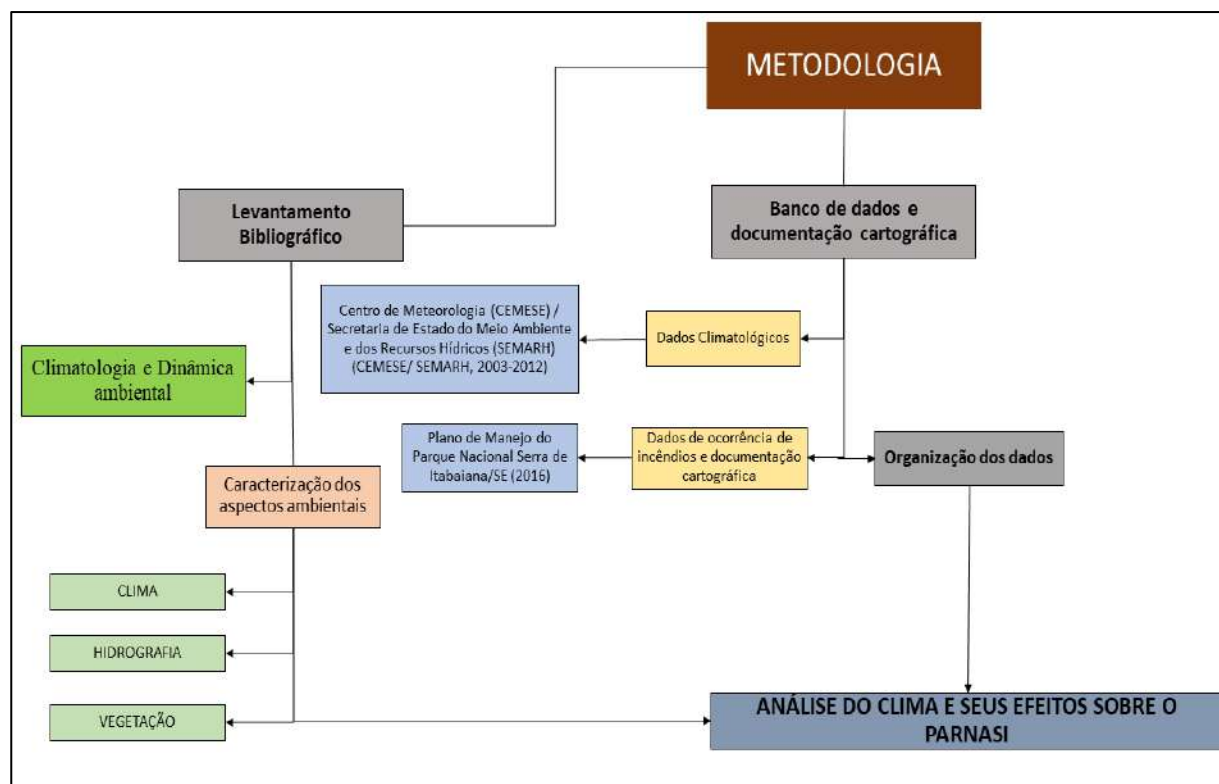 METODOLOGIA
Levantamento
Bibliográfico
Banco de dados e
documentação cartográfica
Centro de Meteorologia (CEMESE) /
Secretaria de Estado do Meio Ambiente
e dos Recursos Hídricos (SEMARH)
(CEMESE/ SEMARH, 2003-2012)
Dados Climatológicos
Climatologia e Dinâmica
ambiental
Plano de Manejo do
Parque Nacional Serra de
Itabaiana/SE (2016)
Dados de ocorrência de
incêndios e documentação
cartográfica
Organização dos dados
Caracterização dos
aspectos ambientais
CLIMA
HIDROGRAFIA
VEGETAÇÃO
ANÁLISE DO CLIMA E SEUS EFEITOS SOBRE O
PARNASI